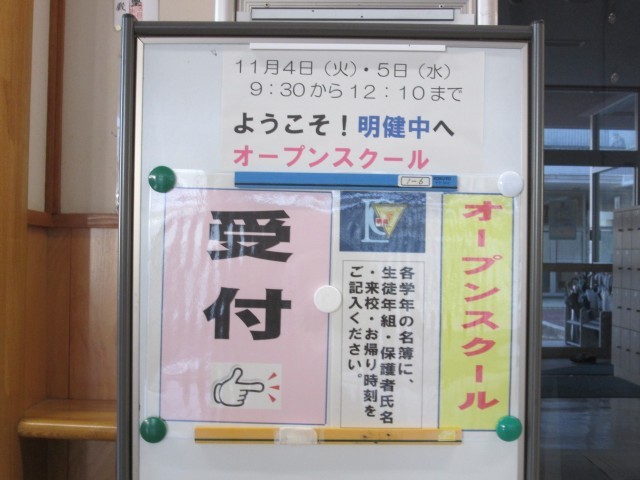 11月4日（火）・5日（水）
9：30から12：10まで
ようこそ！明健中へ
オープンスクール
1-3
受付
各学年の名簿に、
生徒年組・保護者氏名
・来校・お帰り時刻を
ご記入ください。
オープンスクール